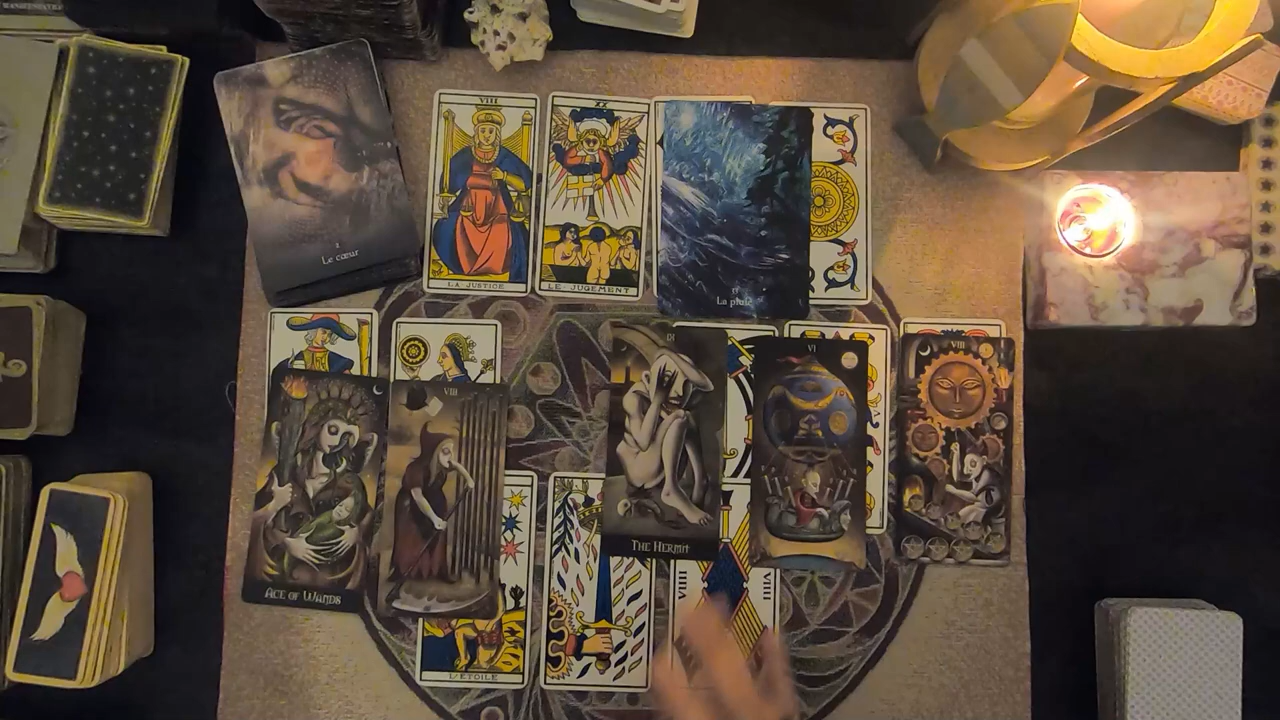 VIII
XX
LA JUSTICE
LE JUGEMENT
Le cœur
La pluie
VIII
VI
VIII
THE HERMIT
ACE OF WANDS
VIII
L'ETOILE